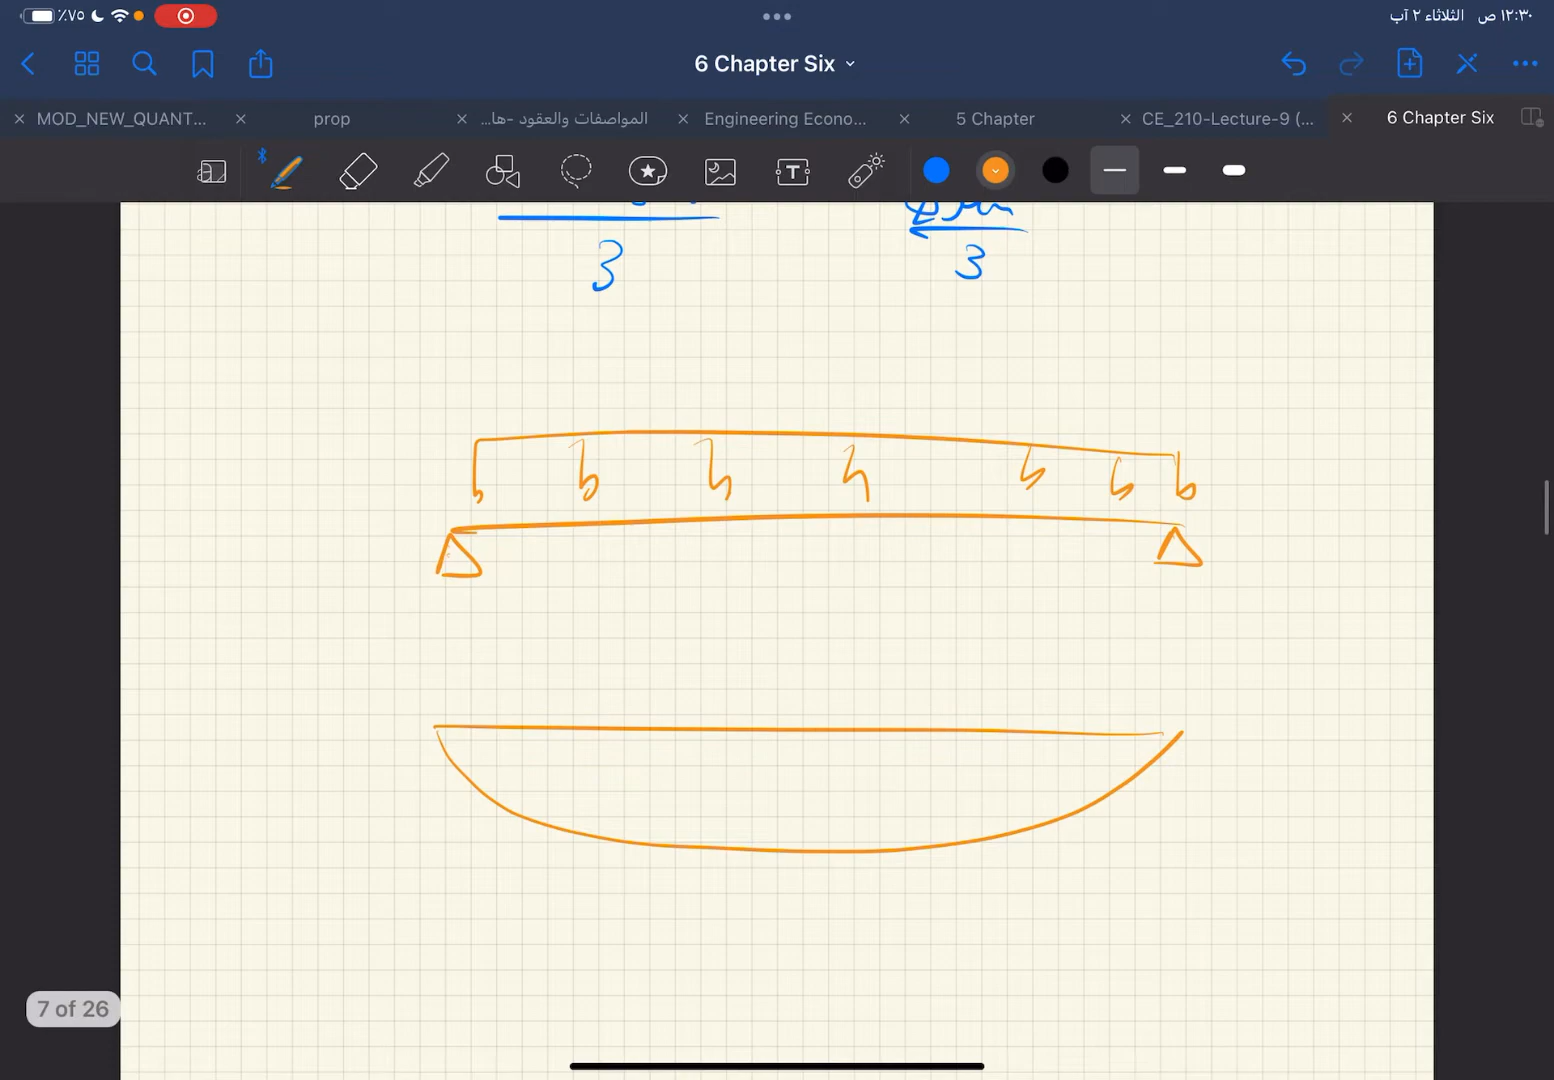 ٪٧٥
١٢:٣٠ ص الثلاثاء ٢ آب
6 Chapter Six
MOD_NEW_QUANT...
prop
المواصفات والعقود -ها...
Engineering Econo...
5 Chapter
CE_210-Lecture-9 (...
6 Chapter Six
3
3
7 of 26